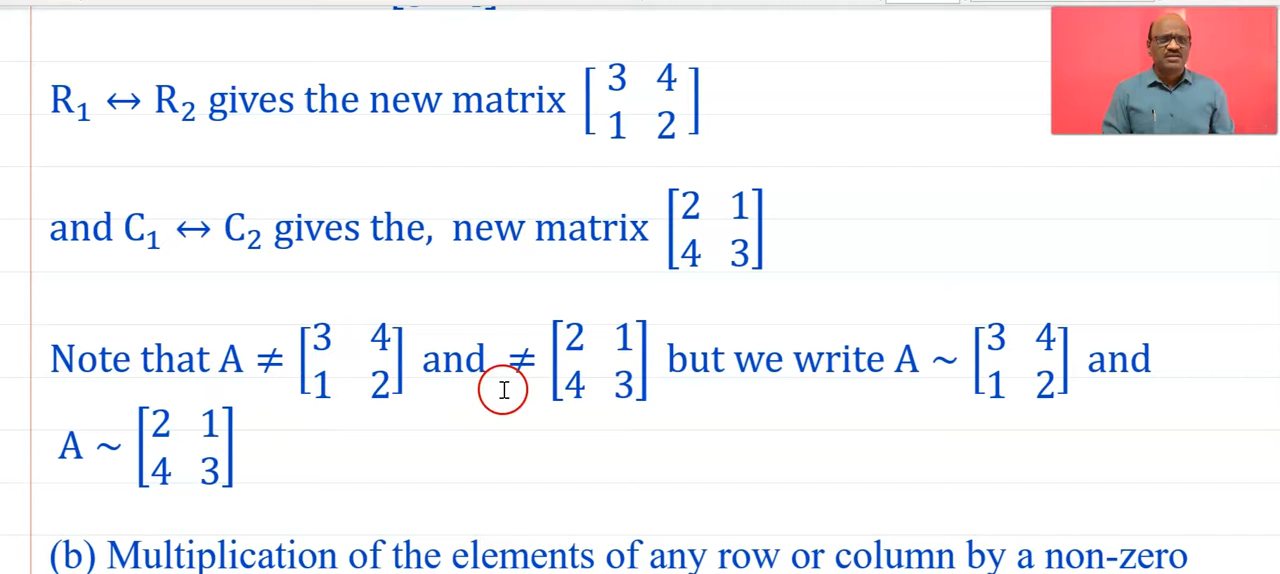 R₁ ↔ R₂ gives the new matrix [3 4; 1 2]
and C₁ ↔ C₂ gives the, new matrix [2 1; 4 3]
Note that A ≠ [3 4; 1 2] and ≠ [2 1; 4 3] but we write A ~ [3 4; 1 2] and
A ~ [2 1; 4 3]
(b) Multiplication of the elements of any row or column by a non-zero